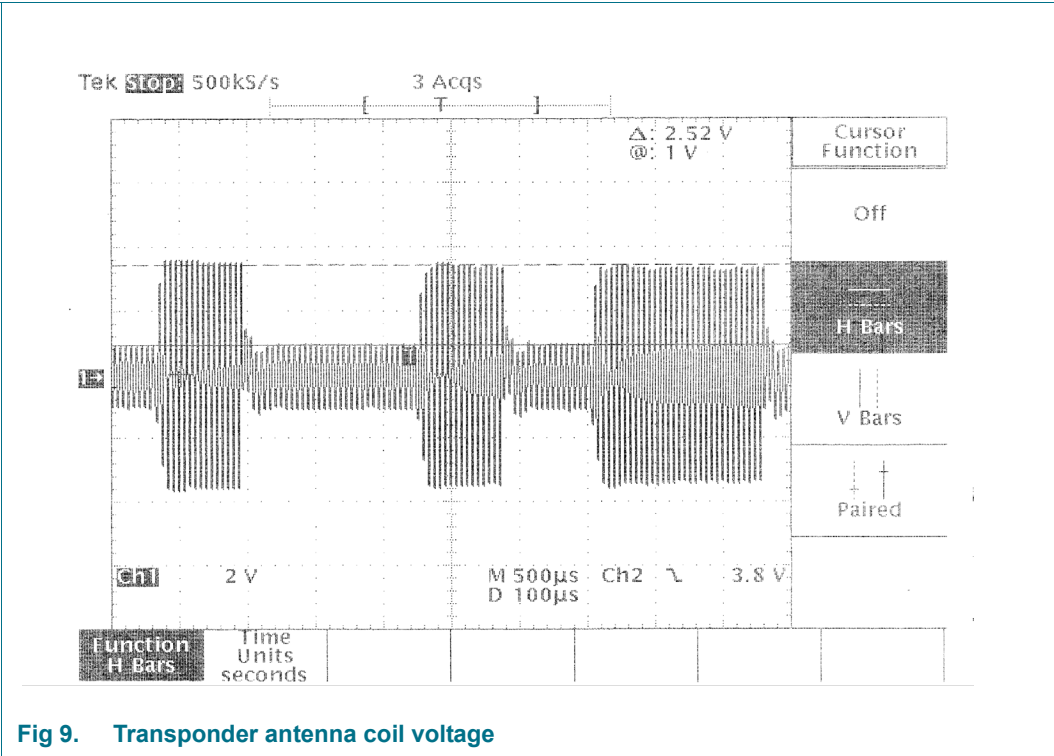 Tek Stop: 500kS/s 3 Acqs
[ T ]
Δ: 2.52 V
@: 1 V
Cursor
Function
Off
H Bars
V Bars
Paired
1→
T
Ch1 2 V M 500µs Ch2 3.8 V
D 100µs
Function
H Bars
Time
Units
seconds
Fig 9. Transponder antenna coil voltage